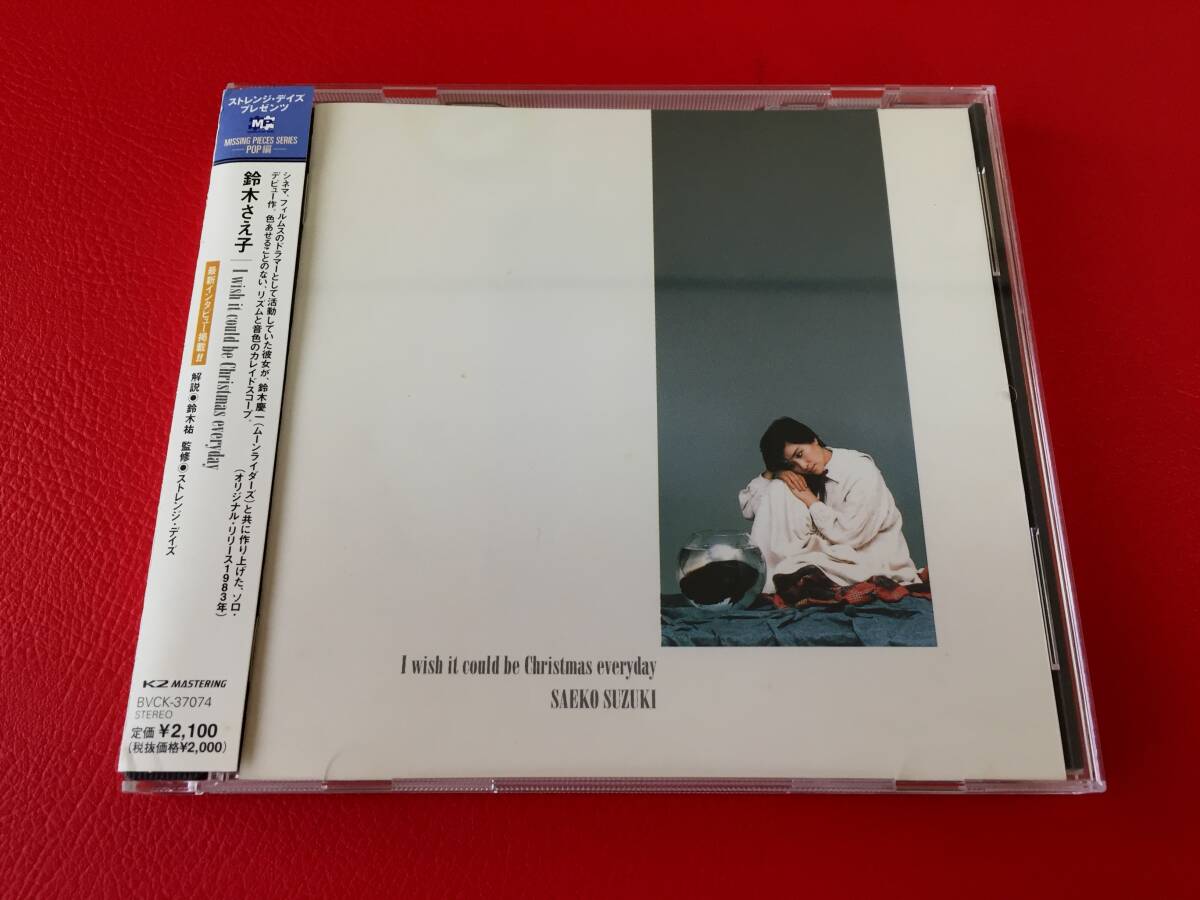 ストレンジ・デイズ
プレゼンツ
MP
MISSING PIECES SERIES
POP編
シネマ、フィルムスのドラマーとして活動していた彼女が、鈴木慶一(ムーンライダーズ)と共に作り上げた、ソロ・
デビュー作。色あせることのない、リズムと音色のカレイドスコープ。
(オリジナル・リリース1983年)
鈴木さえ子
I wish it could be Christmas everyday
最新インタビュー掲載!!
解説●鈴木祐 監修●ストレンジ・デイズ
K2 MASTERING
BVCK-37074
STEREO
定価¥2,100
(税抜価格¥2,000)
I wish it could be Christmas everyday
SAEKO SUZUKI